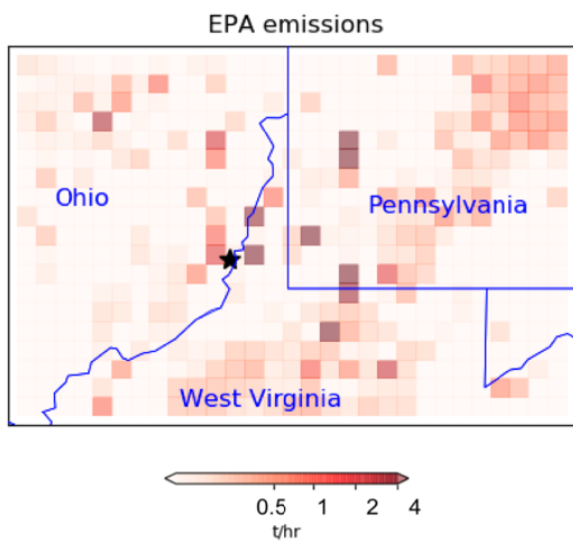 EPA emissions
Ohio
Pennsylvania
West Virginia
0.5 1 2 4
t/hr